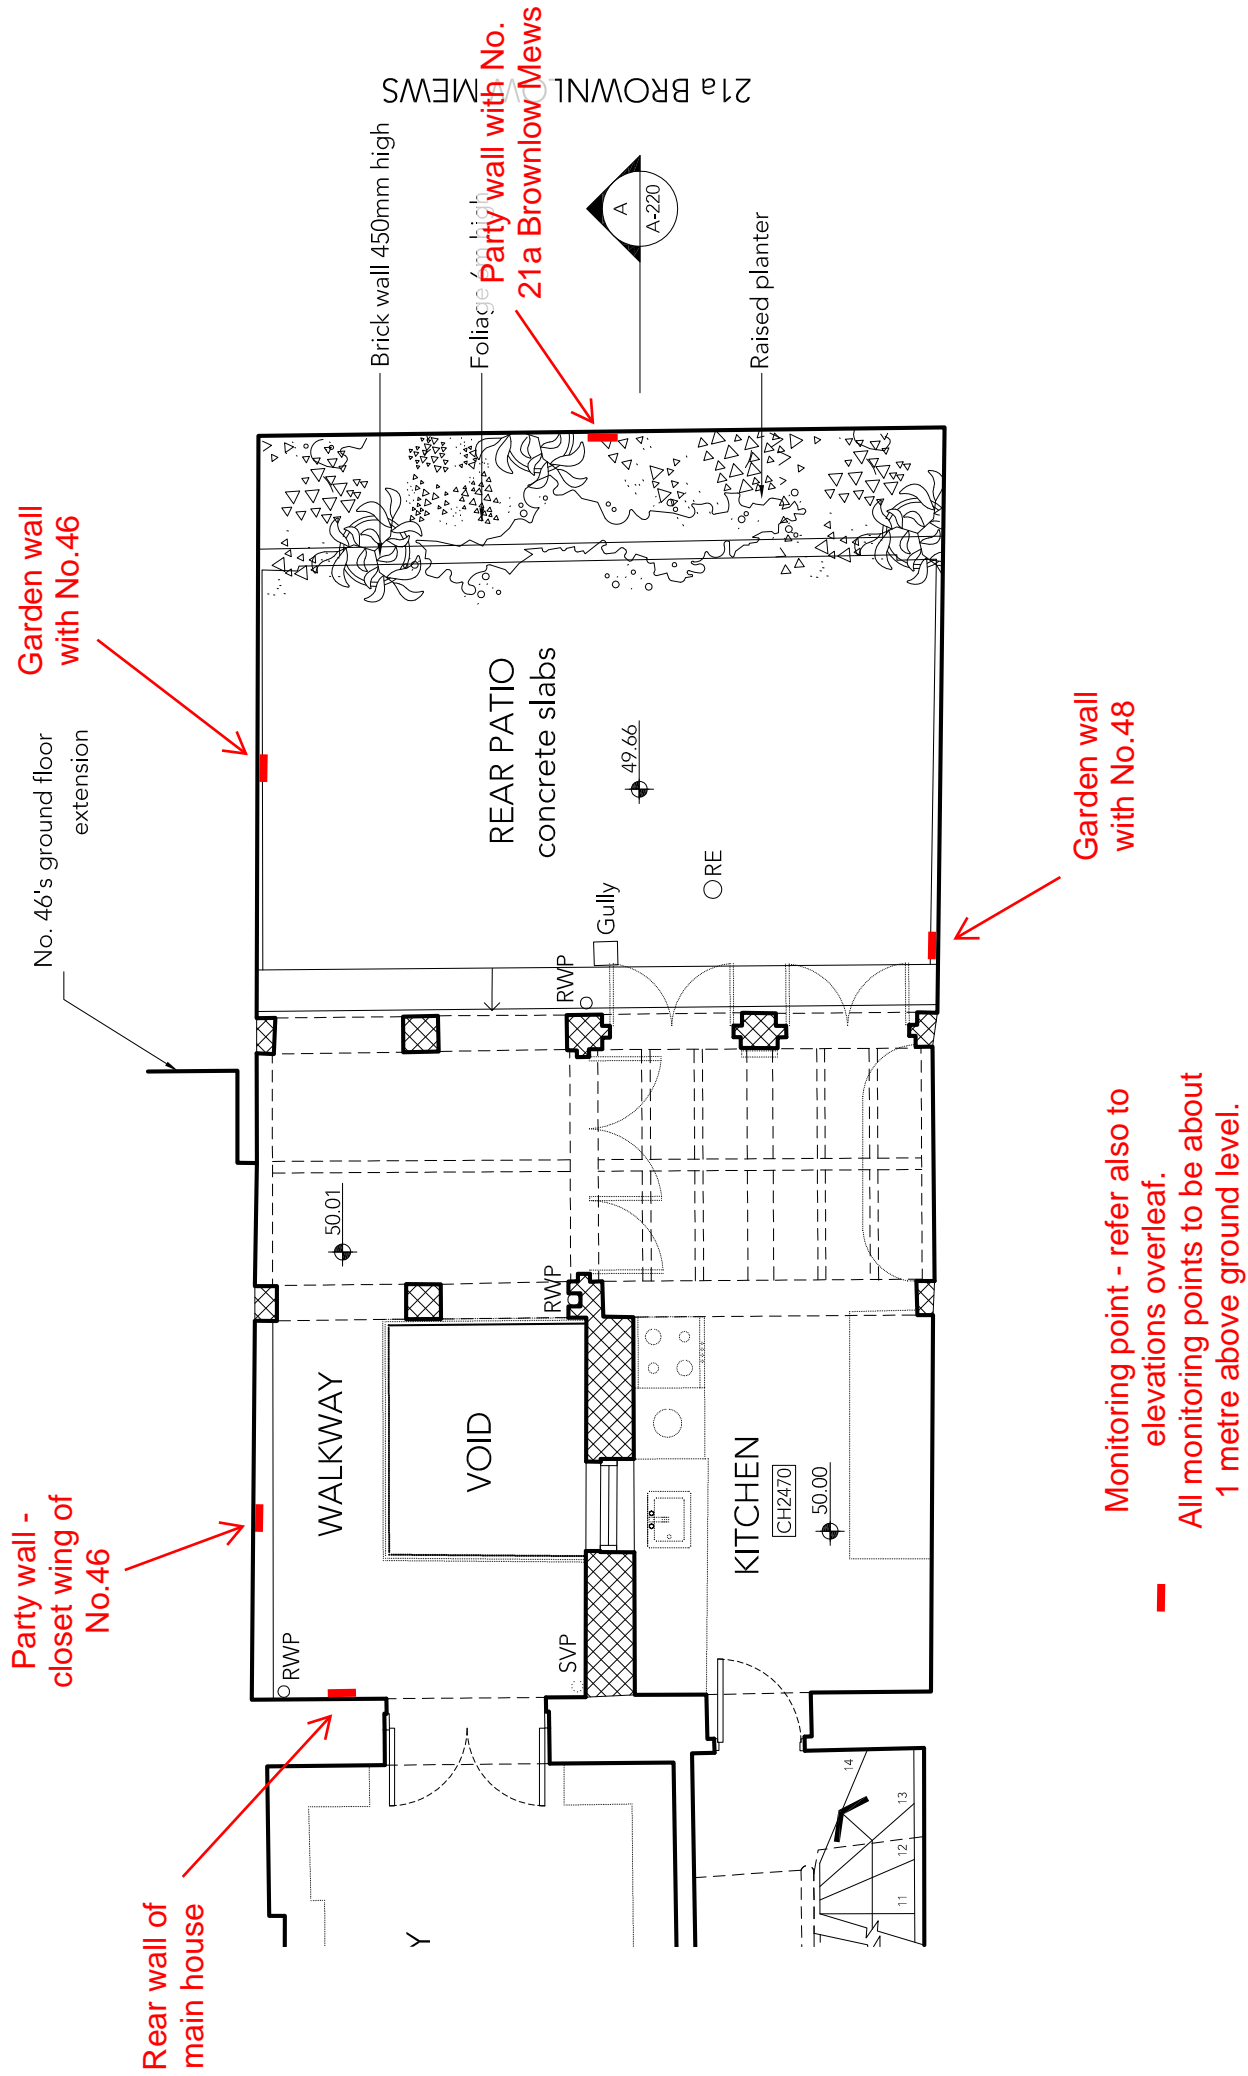 21a BROWNLOW MEWS
Party wall with No.
21a Brownlow Mews
Brick wall 450mm high
Foliage 6m high
A
A-220
Raised planter
Garden wall
with No.46
No. 46's ground floor
extension
REAR PATIO
concrete slabs
49.66
RE
Gully
RWP
Garden wall
with No.48
50.01
RWP
WALKWAY
VOID
KITCHEN
CH2470
50.00
Party wall -
closet wing of
No.46
RWP
SVP
Rear wall of
main house
Y
14
13
12
11
Monitoring point - refer also to
elevations overleaf.
All monitoring points to be about
1 metre above ground level.